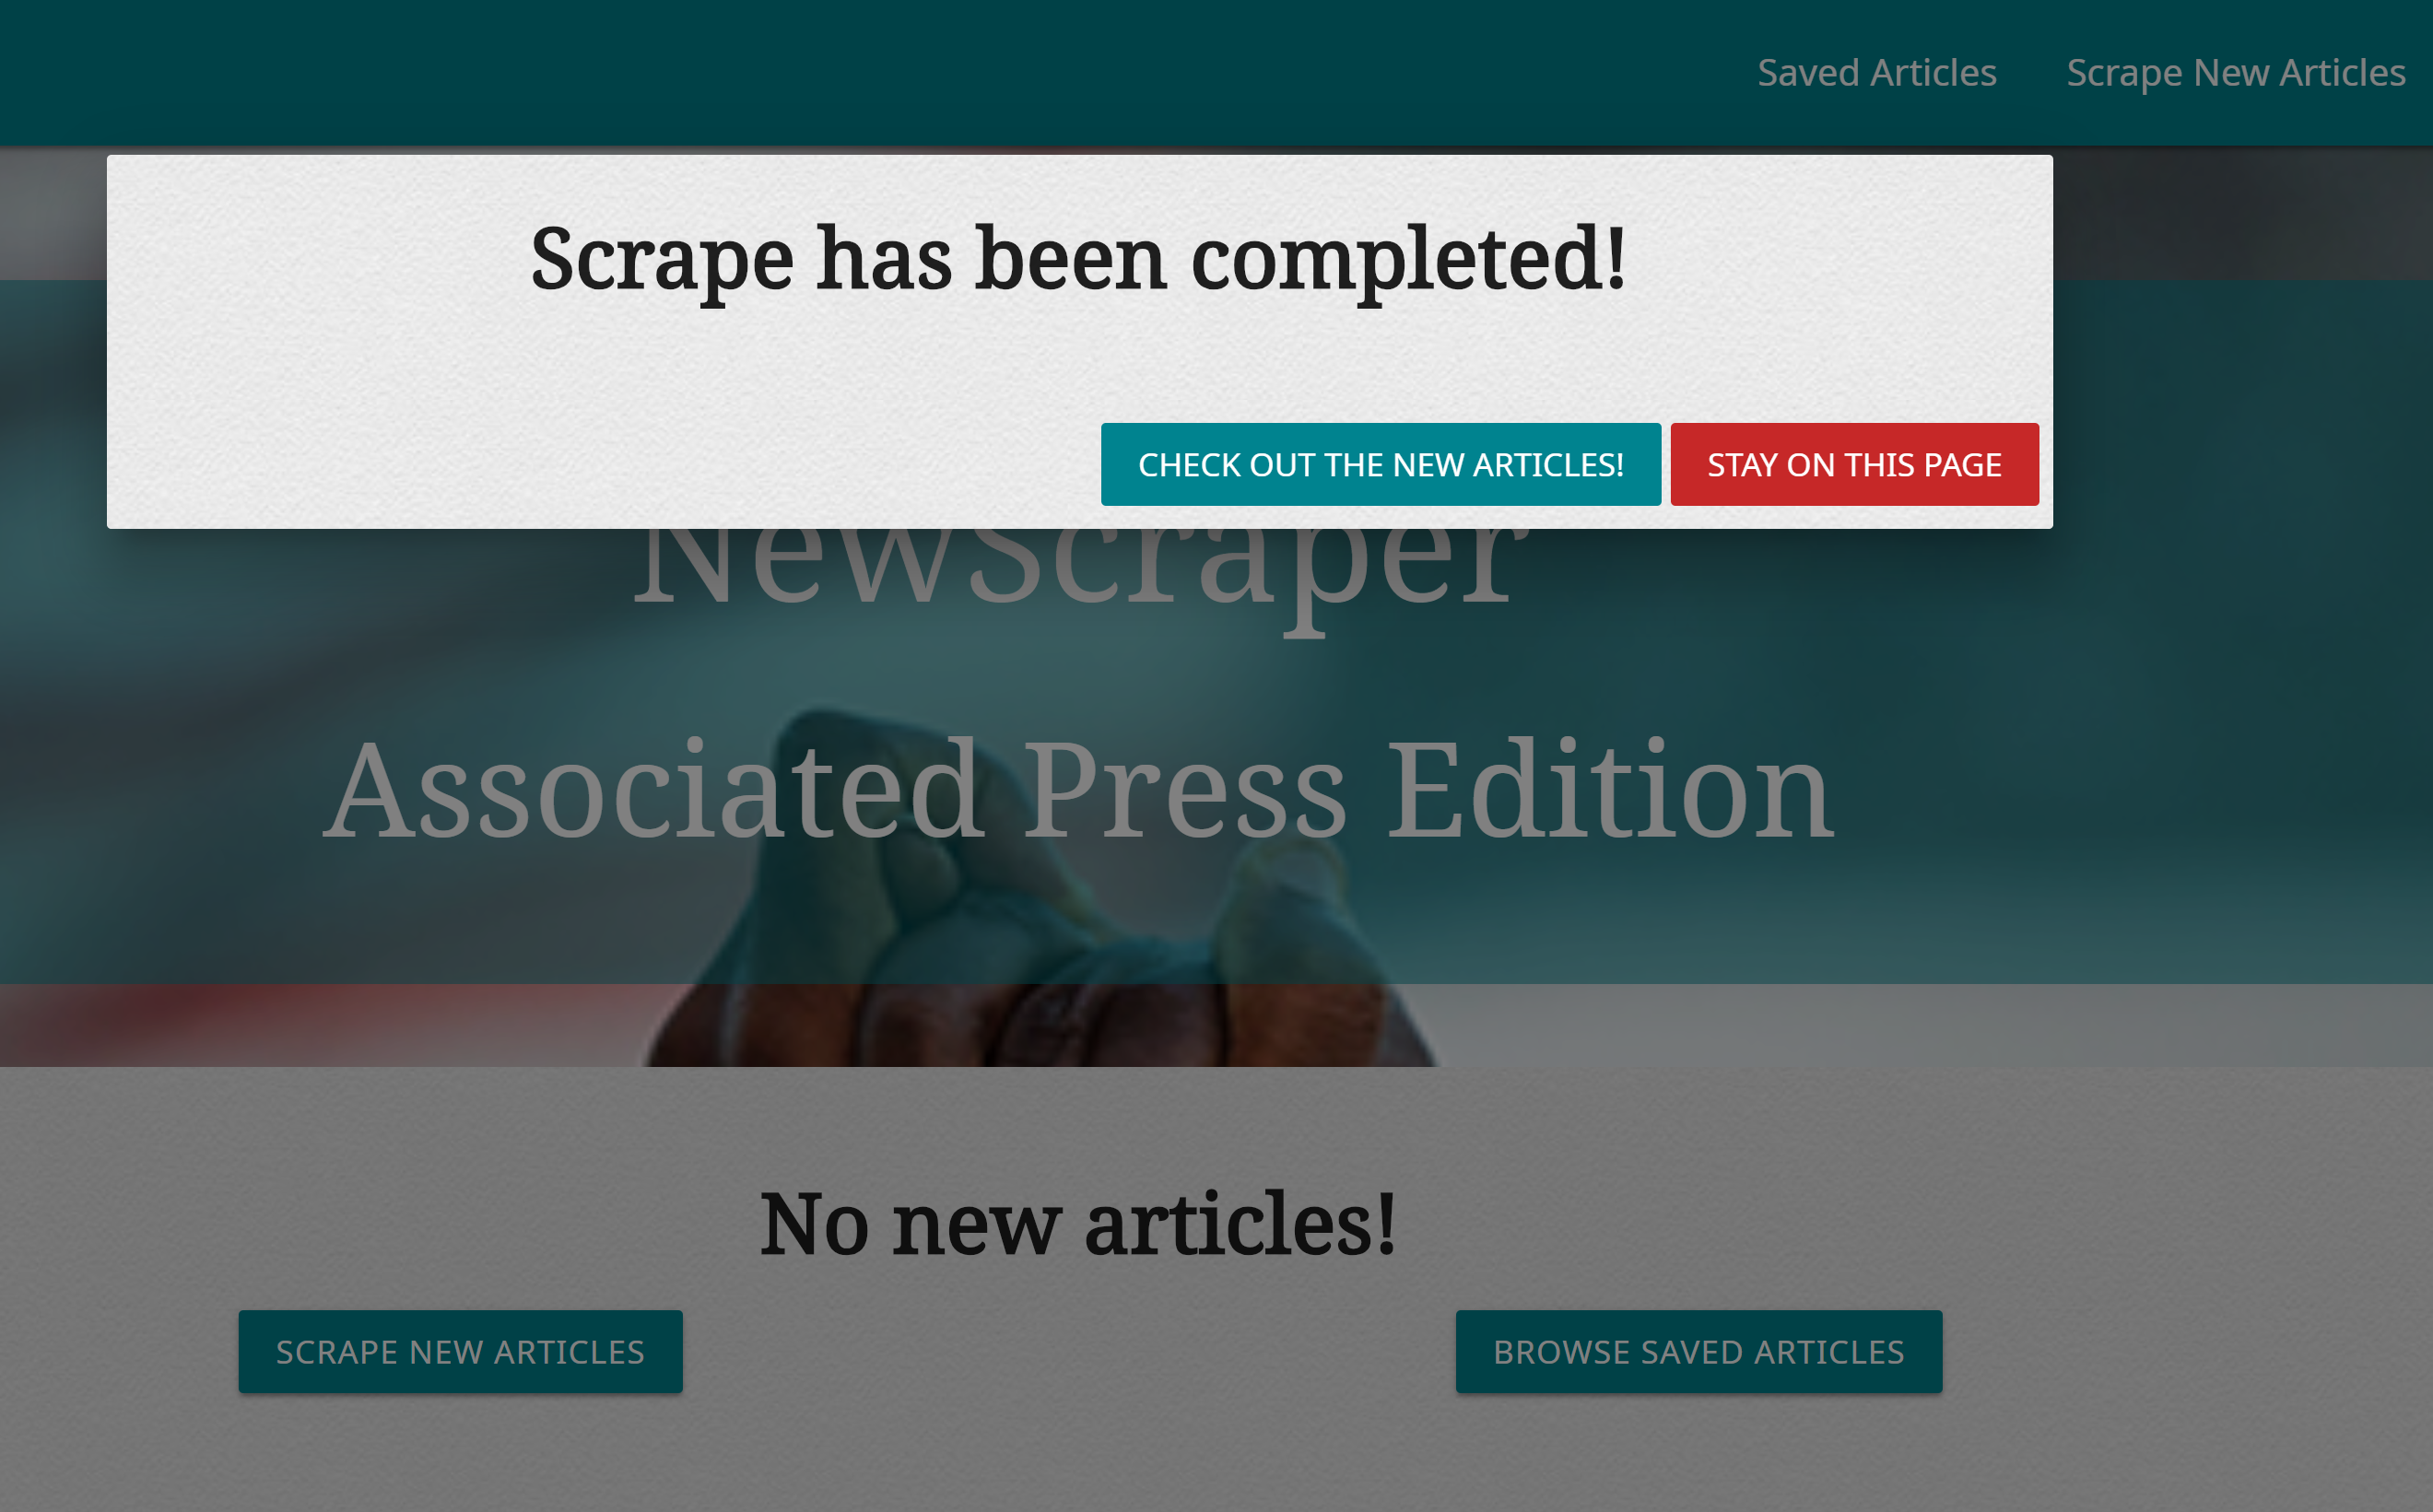 Saved Articles Scrape New Articles
Scrape has been completed!
CHECK OUT THE NEW ARTICLES! STAY ON THIS PAGE
NewScraper
Associated Press Edition
No new articles!
SCRAPE NEW ARTICLES BROWSE SAVED ARTICLES